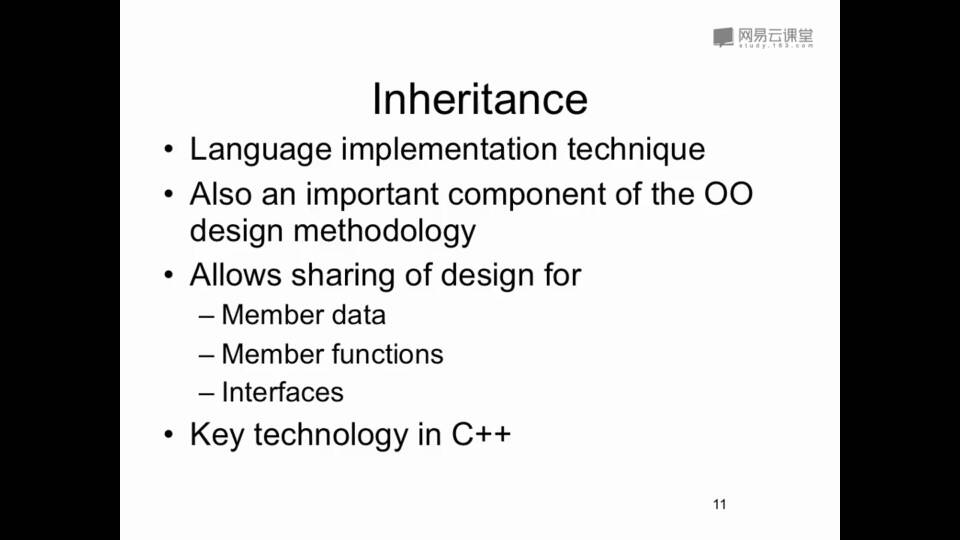 网易云课堂
study.163.com
Inheritance
• Language implementation technique
• Also an important component of the OO
design methodology
• Allows sharing of design for
– Member data
– Member functions
– Interfaces
• Key technology in C++
11